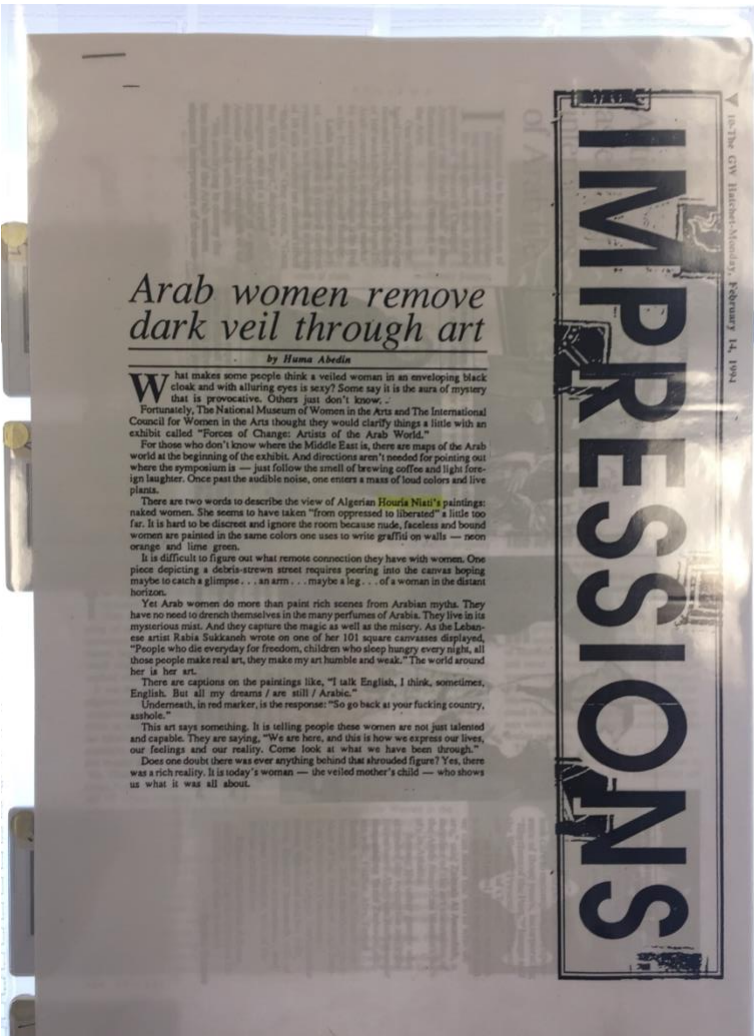 10-The GW Hatchet-Monday, February 14, 1994
IMPRESSIONS
Arab women remove
dark veil through art
by Huma Abedin
What makes some people think a veiled woman in an enveloping black
cloak and with alluring eyes is sexy? Some say it is the aura of mystery
that is provocative. Others just don't know. .
Fortunately, The National Museum of Women in the Arts and The International
Council for Women in the Arts thought they would clarify things a little with an
exhibit called "Forces of Change: Artists of the Arab World."
For those who don't know where the Middle East is, there are maps of the Arab
world at the beginning of the exhibit. And directions aren't needed for pointing out
where the symposium is — just follow the smell of brewing coffee and light fore-
ign laughter. Once past the audible noise, one enters a mass of loud colors and live
plants.
There are two words to describe the view of Algerian Houria Niati's paintings:
naked women. She seems to have taken "from oppressed to liberated" a little too
far. It is hard to be discreet and ignore the room because nude, faceless and bound
women are painted in the same colors one uses to write graffiti on walls — neon
orange and lime green.
It is difficult to figure out what remote connection they have with women. One
piece depicting a debris-strewn street requires peering into the canvas hoping
maybe to catch a glimpse . . . an arm . . . maybe a leg . . . of a woman in the distant
horizon.
Yet Arab women do more than paint rich scenes from Arabian myths. They
have no need to drench themselves in the many perfumes of Arabia. They live in its
mysterious mist. And they capture the magic as well as the misery. As the Leban-
ese artist Rabia Sukkaneh wrote on one of her 101 square canvasses displayed,
"People who die everyday for freedom, children who sleep hungry every night, all
those people make real art, they make my art humble and weak." The world around
her is her art.
There are captions on the paintings like, "I talk English, I think, sometimes,
English. But all my dreams / are still / Arabic."
Underneath, in red marker, is the response: "So go back at your fucking country,
asshole."
This art says something. It is telling people these women are not just talented
and capable. They are saying, "We are here, and this is how we express our lives,
our feelings and our reality. Come look at what we have been through."
Does one doubt there was ever anything behind that shrouded figure? Yes, there
was a rich reality. It is today's woman — the veiled mother's child — who shows
us what it was all about.